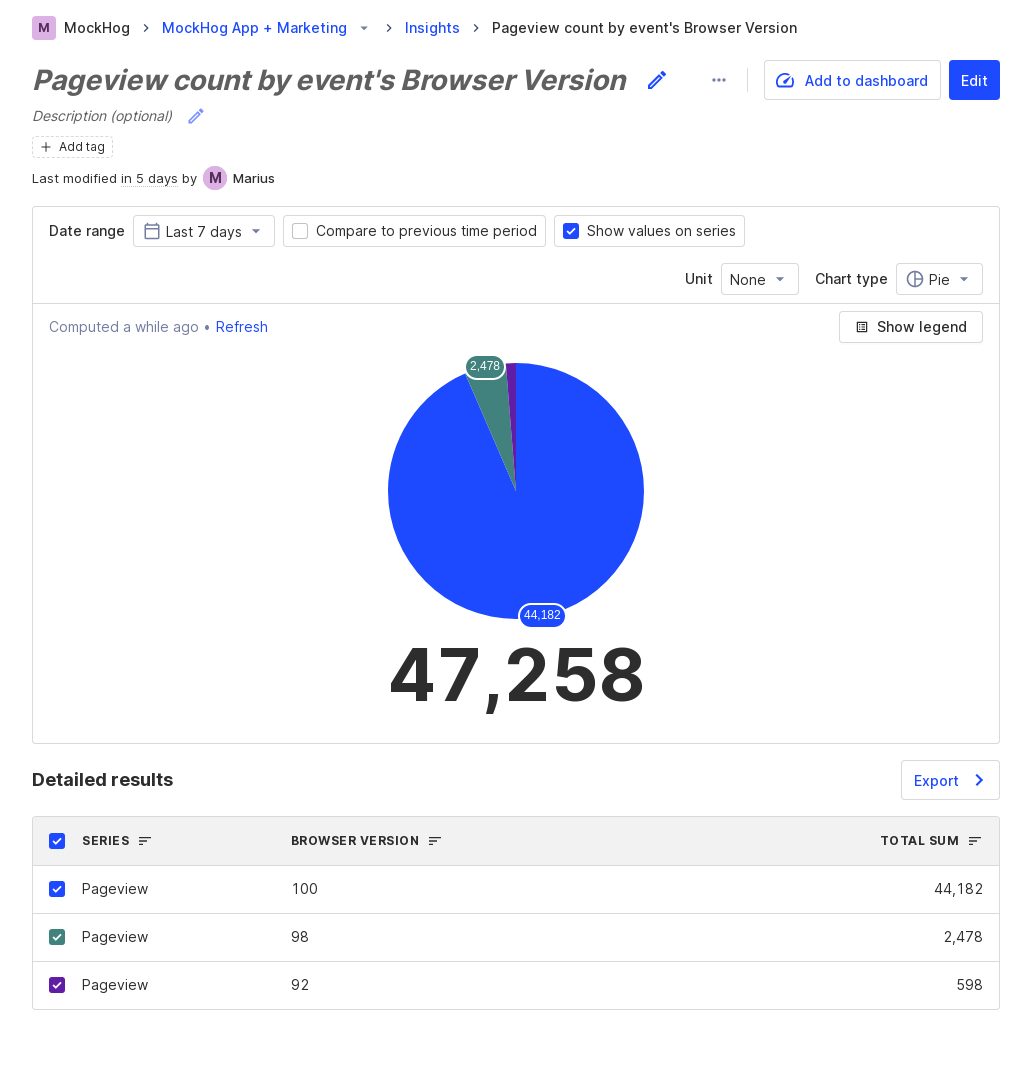 M MockHog MockHog App + Marketing Insights Pageview count by event's Browser Version
Pageview count by event's Browser Version
Add to dashboard
Edit
Description (optional)
Add tag
Last modified in 5 days by M Marius
Date range Last 7 days Compare to previous time period Show values on series
Unit None Chart type Pie
Computed a while ago • Refresh
Show legend
2,478
44,182
47,258
Detailed results
Export
SERIES BROWSER VERSION TOTAL SUM
Pageview 100 44,182
Pageview 98 2,478
Pageview 92 598